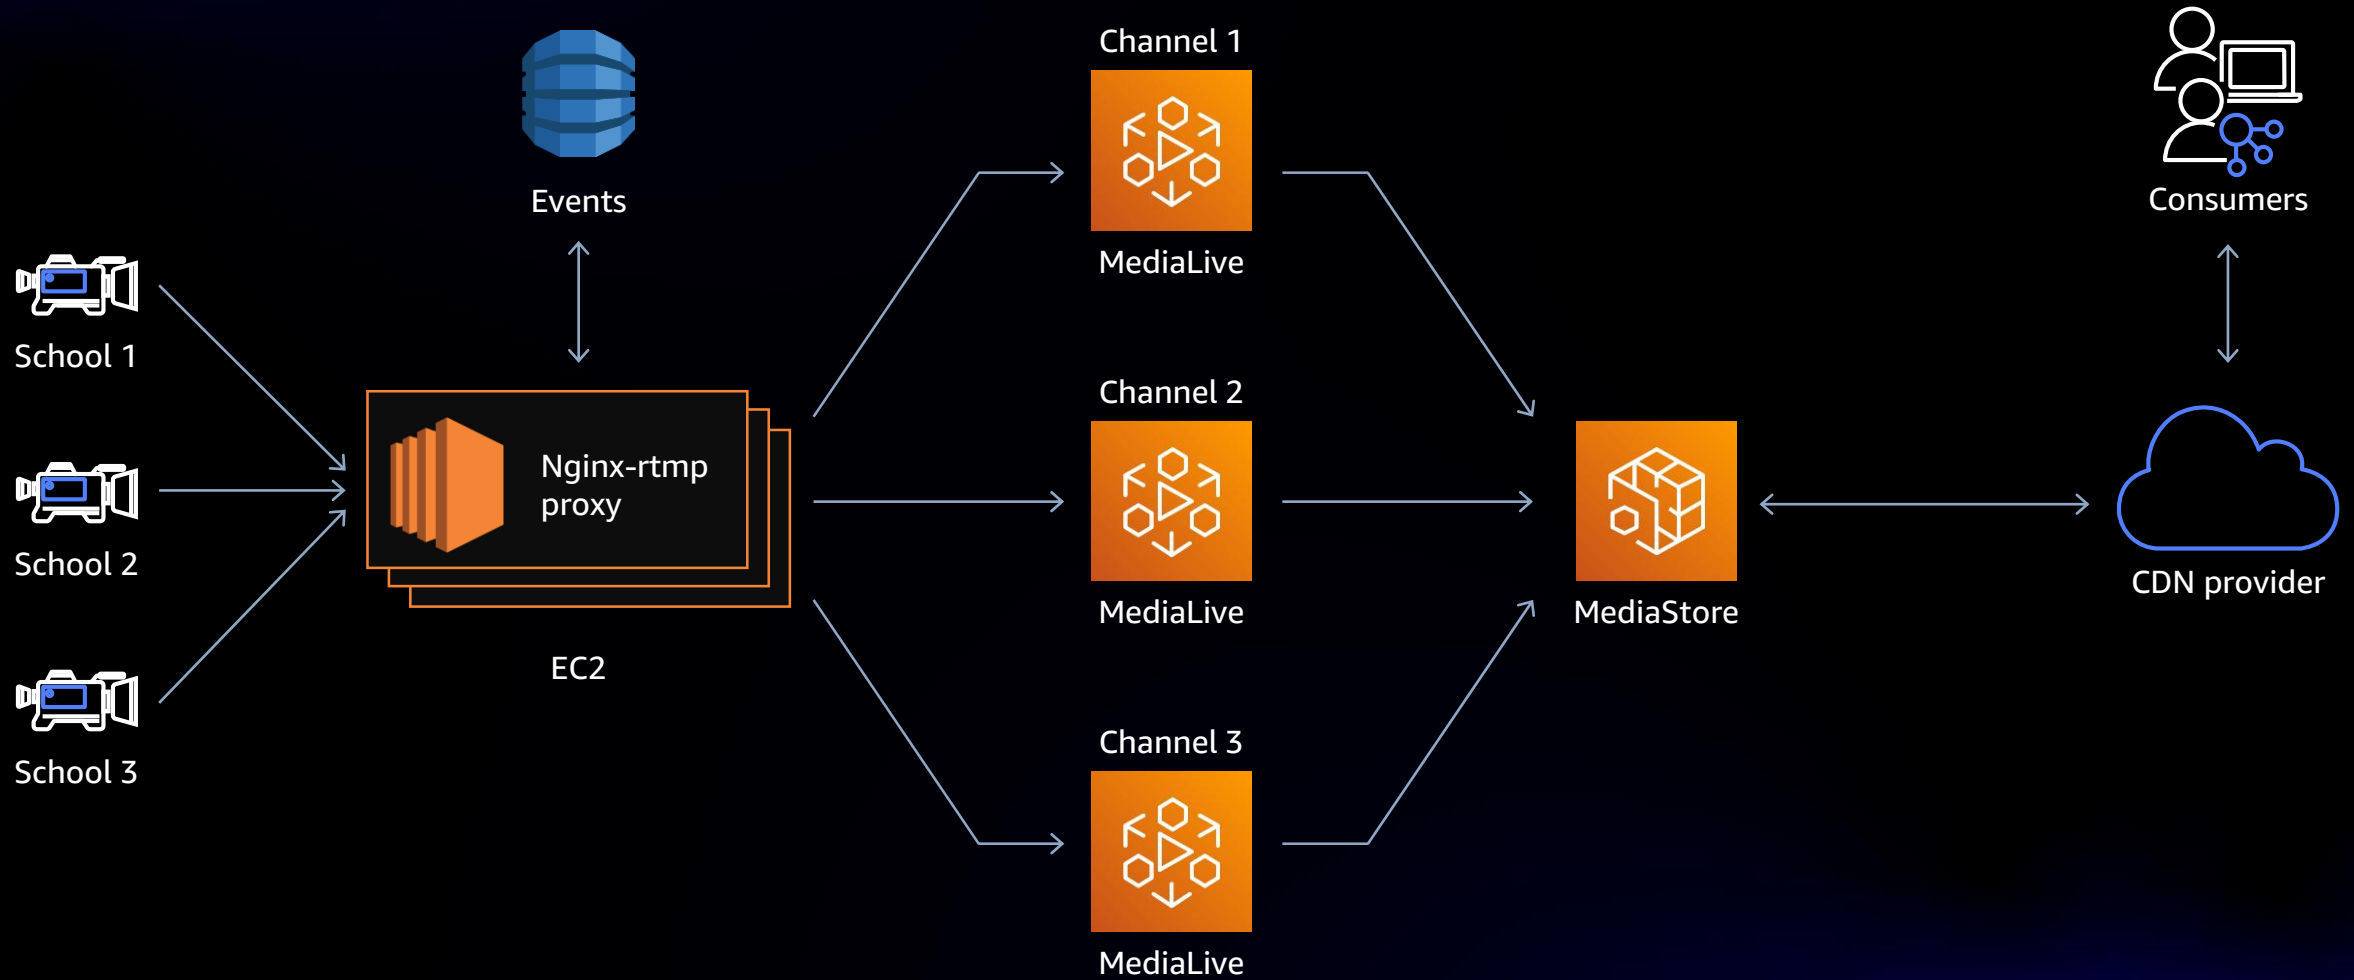 Channel 1
Events
MediaLive
Consumers
School 1
School 2
School 3
Nginx-rtmp
proxy
EC2
Channel 2
MediaLive
Channel 3
MediaLive
MediaStore
CDN provider